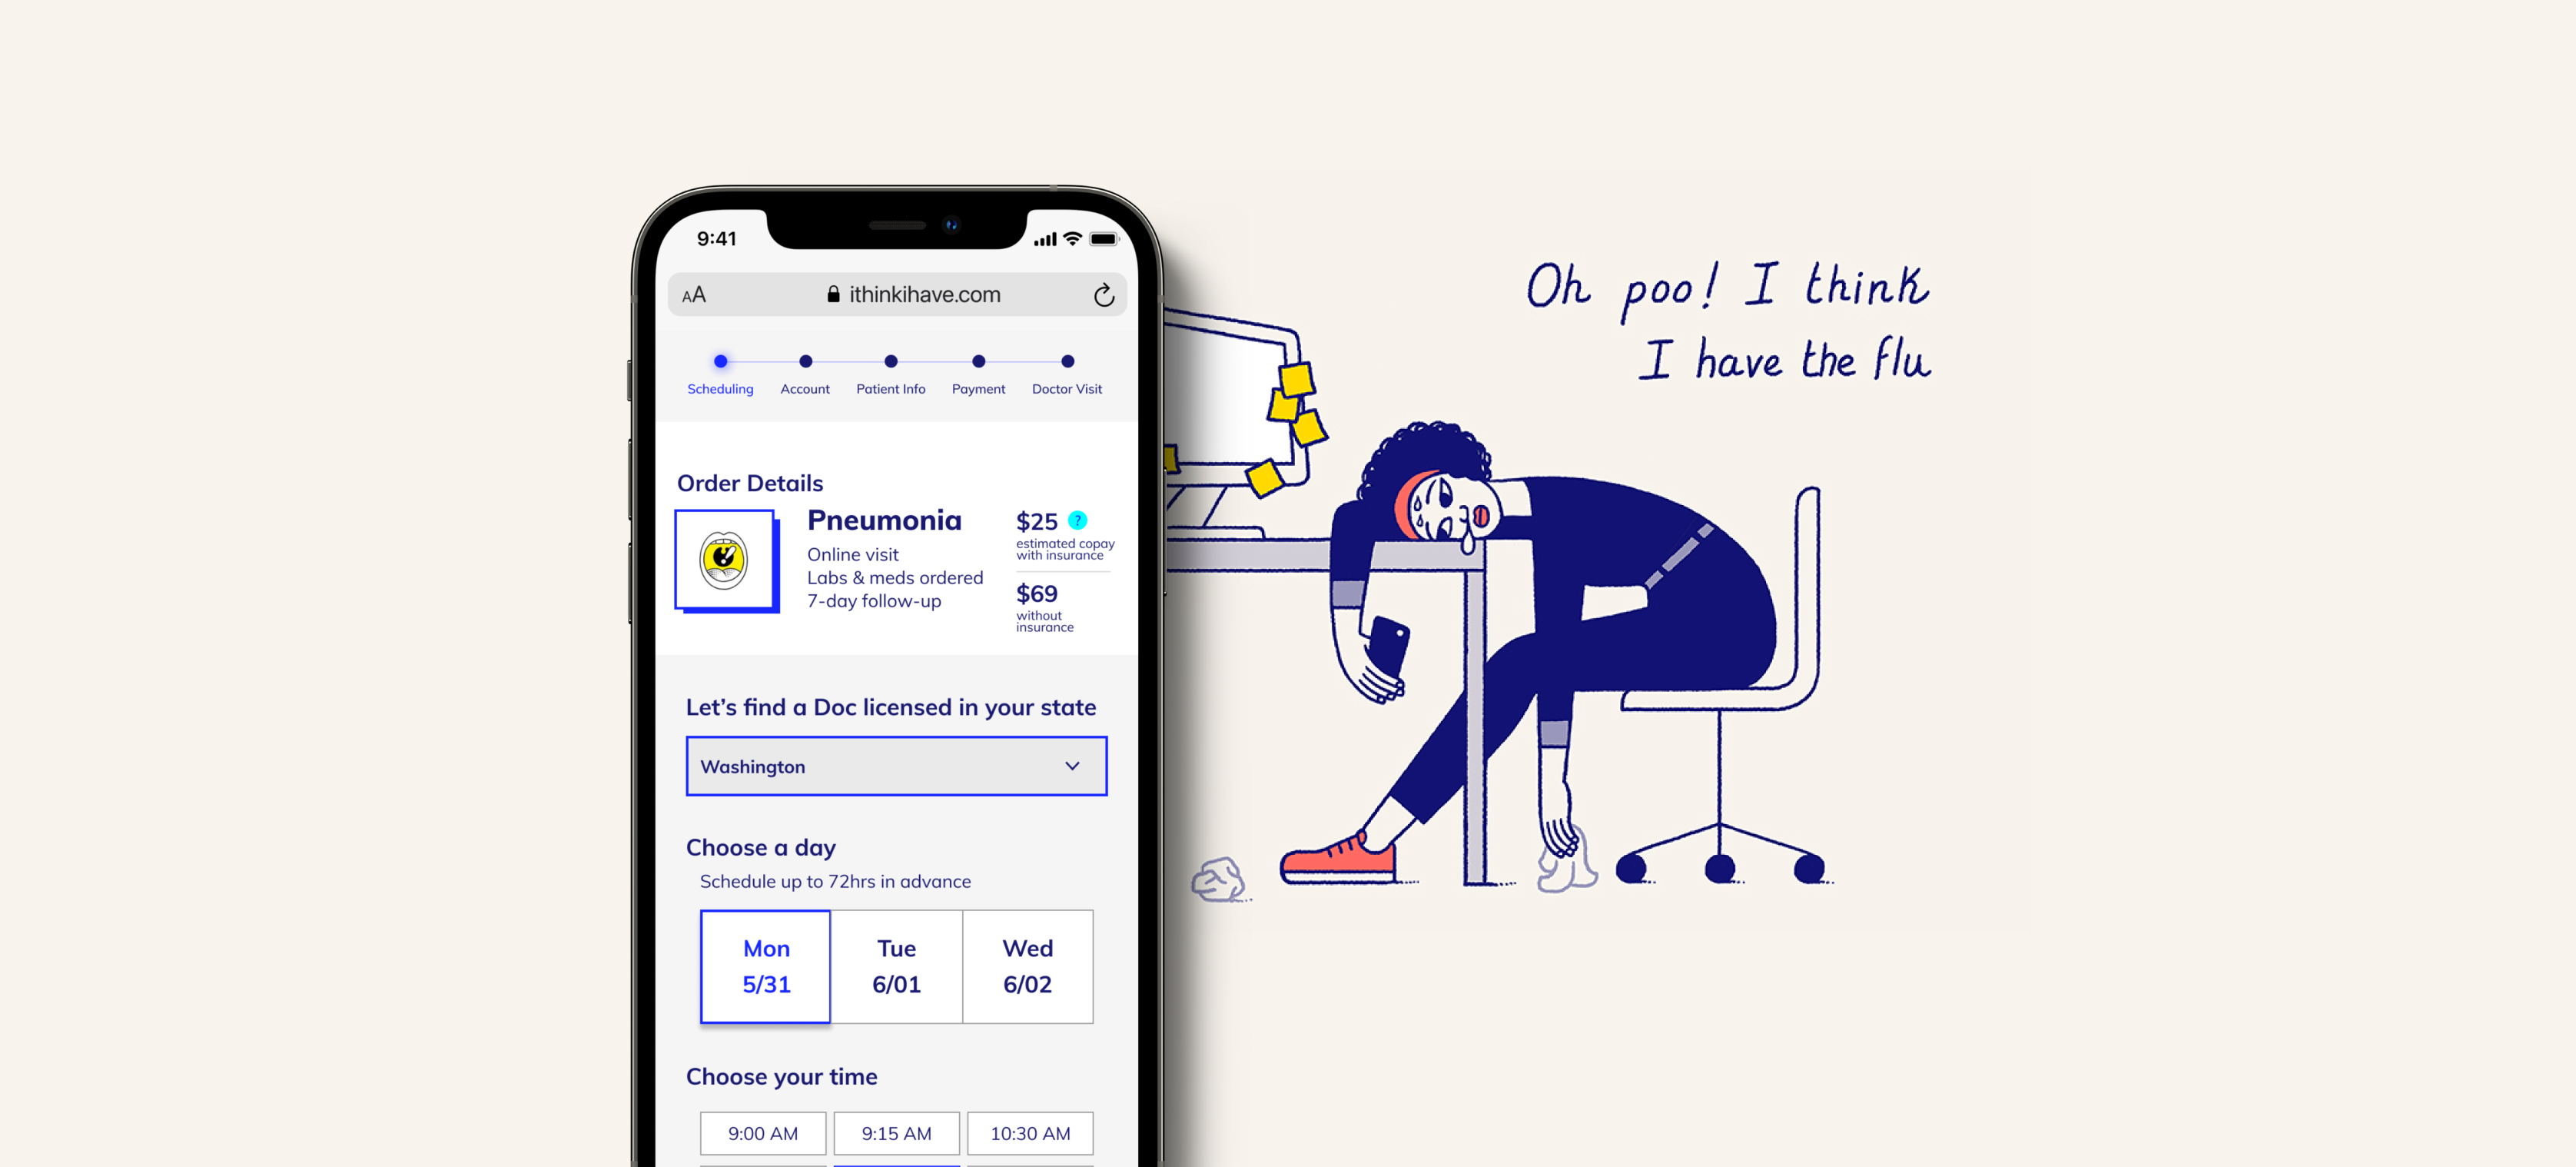 9:41
AA ithinkihave.com
Scheduling Account Patient Info Payment Doctor Visit
Order Details
Pneumonia
Online visit
Labs & meds ordered
7-day follow-up
$25 ?
estimated copay
with insurance
$69
without
insurance
Let's find a Doc licensed in your state
Washington
Choose a day
Schedule up to 72hrs in advance
Mon Tue Wed
5/31 6/01 6/02
Choose your time
9:00 AM 9:15 AM 10:30 AM
Oh poo! I think
I have the flu